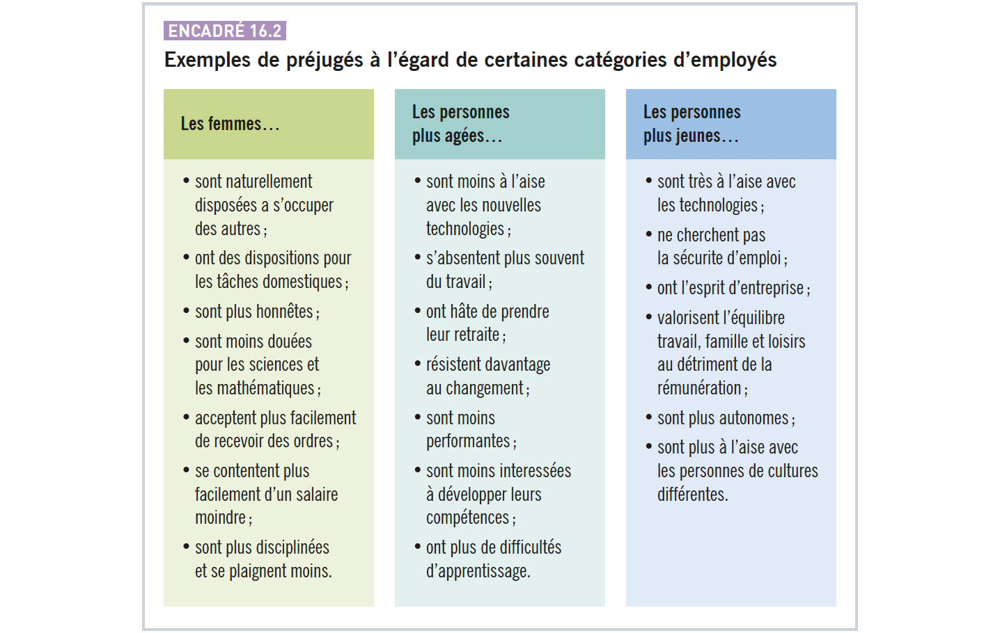 ENCADRÉ 16.2
Exemples de préjugés à l’égard de certaines catégories d’employés
Les femmes…
• sont naturellement
disposées a s’occuper
des autres ;
• ont des dispositions pour
les tâches domestiques ;
• sont plus honnêtes ;
• sont moins douées
pour les sciences et
les mathématiques ;
• acceptent plus facilement
de recevoir des ordres ;
• se contentent plus
facilement d’un salaire
moindre ;
• sont plus disciplinées
et se plaignent moins.
Les personnes
plus agées…
• sont moins à l’aise
avec les nouvelles
technologies ;
• s’absentent plus souvent
du travail ;
• ont hâte de prendre
leur retraite ;
• résistent davantage
au changement ;
• sont moins
performantes ;
• sont moins interessées
à développer leurs
compétences ;
• ont plus de difficultés
d’apprentissage.
Les personnes
plus jeunes…
• sont très à l’aise avec
les technologies ;
• ne cherchent pas
la sécurite d’emploi ;
• ont l’esprit d’entreprise ;
• valorisent l’équilibre
travail, famille et loisirs
au détriment de la
rémunération ;
• sont plus autonomes ;
• sont plus à l’aise avec
les personnes de cultures
différentes.